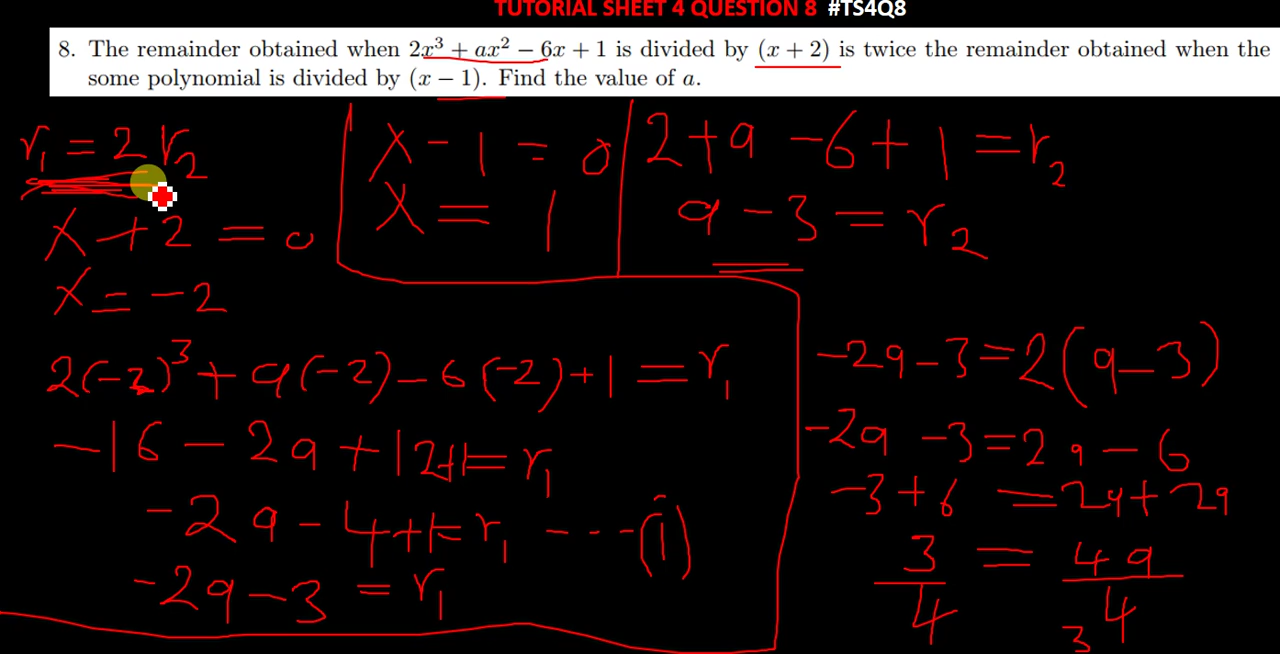 TUTORIAL SHEET 4 QUESTION 8 #TS4Q8
8. The remainder obtained when 2x³ + ax² − 6x + 1 is divided by (x + 2) is twice the remainder obtained when the
some polynomial is divided by (x − 1). Find the value of a.
r₁ = 2r₂
x + 2 = 0
x = -2
x - 1 = 0
x = 1
2 + a - 6 + 1 = r₂
a - 3 = r₂
2(-2)³ + a(-2) - 6(-2) + 1 = r₁
-16 - 2a + 12+1 = r₁
-2a - 4 + 1 = r₁ --- (i)
-2a - 3 = r₁
-2a - 3 = 2(a - 3)
-2a - 3 = 2a - 6
-3 + 6 = 2a + 2a
3 = 4a
4 4
3